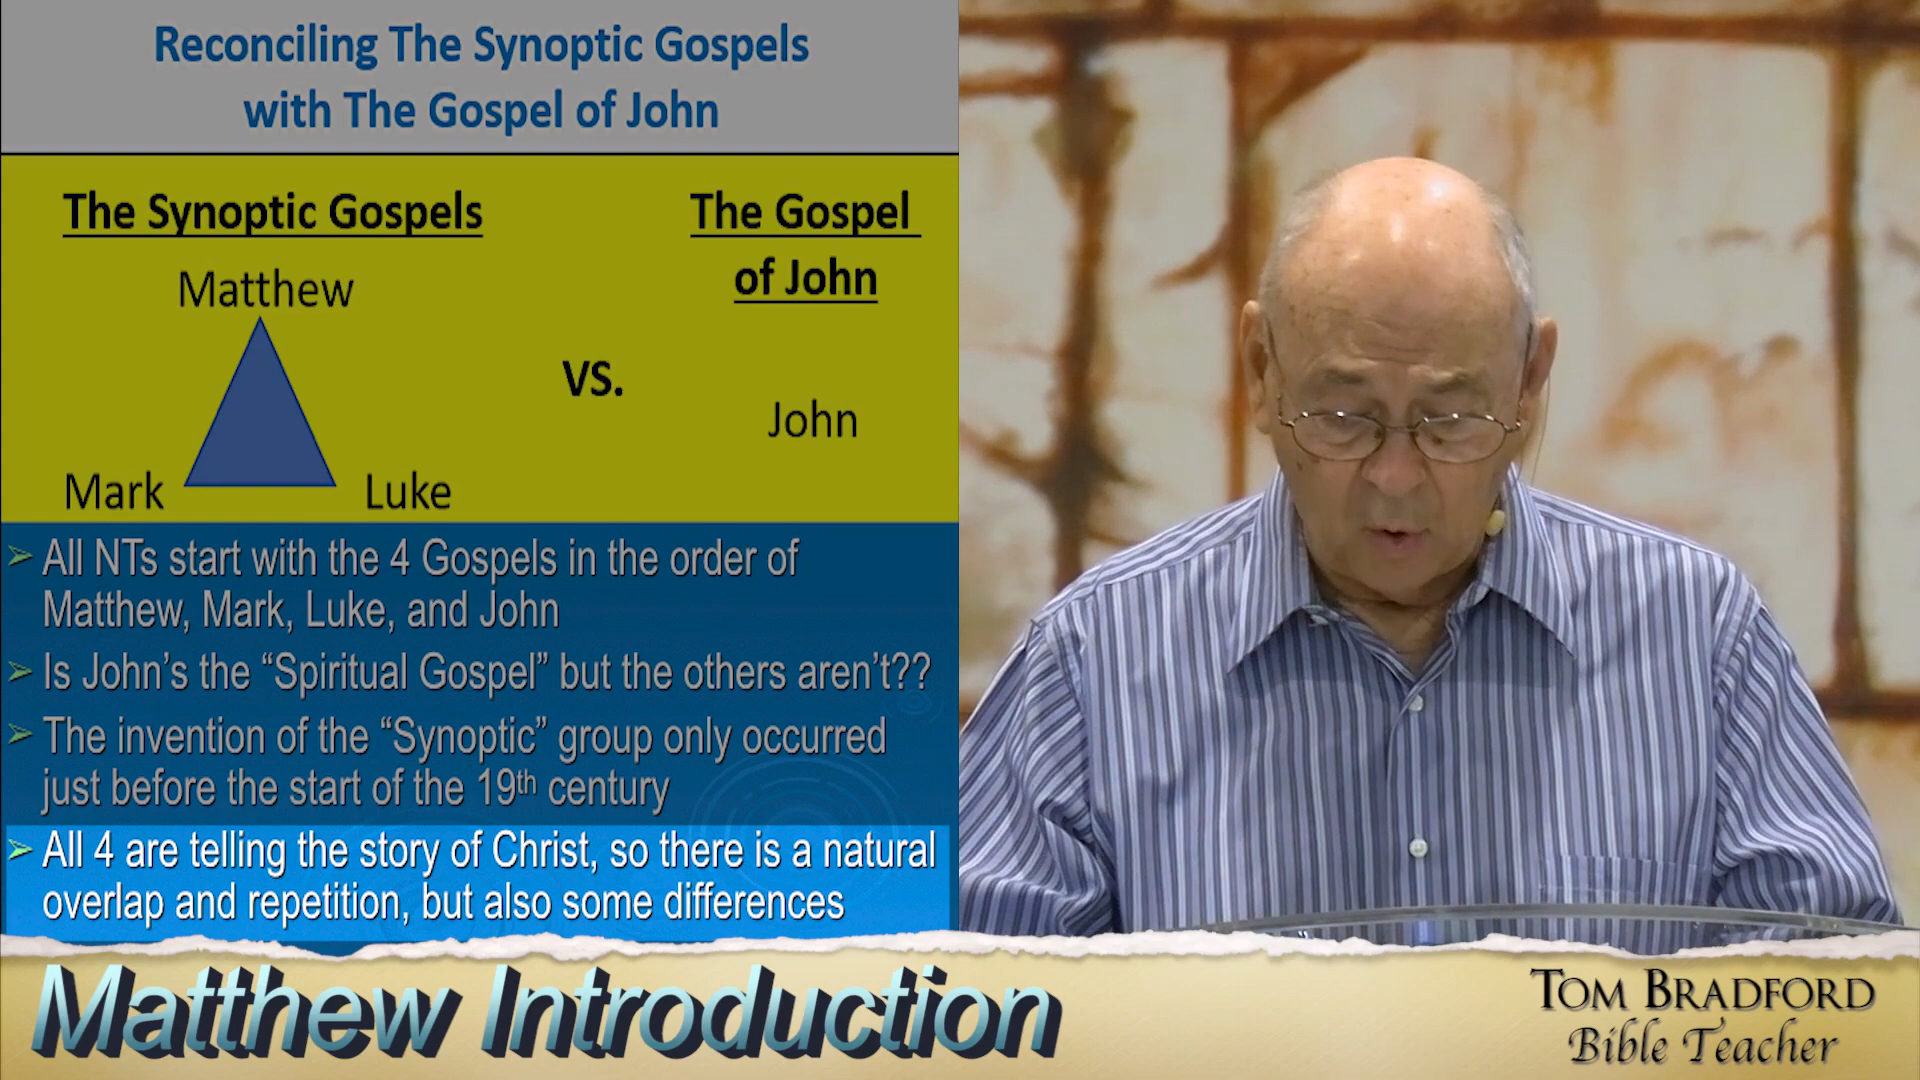 Reconciling The Synoptic Gospels
with The Gospel of John
The Synoptic Gospels
Matthew
Mark
Luke
VS.
The Gospel
of John
John
➢ All NTs start with the 4 Gospels in the order of
Matthew, Mark, Luke, and John
➢ Is John’s the “Spiritual Gospel” but the others aren’t??
➢ The invention of the “Synoptic” group only occurred
just before the start of the 19th century
➢ All 4 are telling the story of Christ, so there is a natural
overlap and repetition, but also some differences
Matthew Introduction
TOM BRADFORD
Bible Teacher